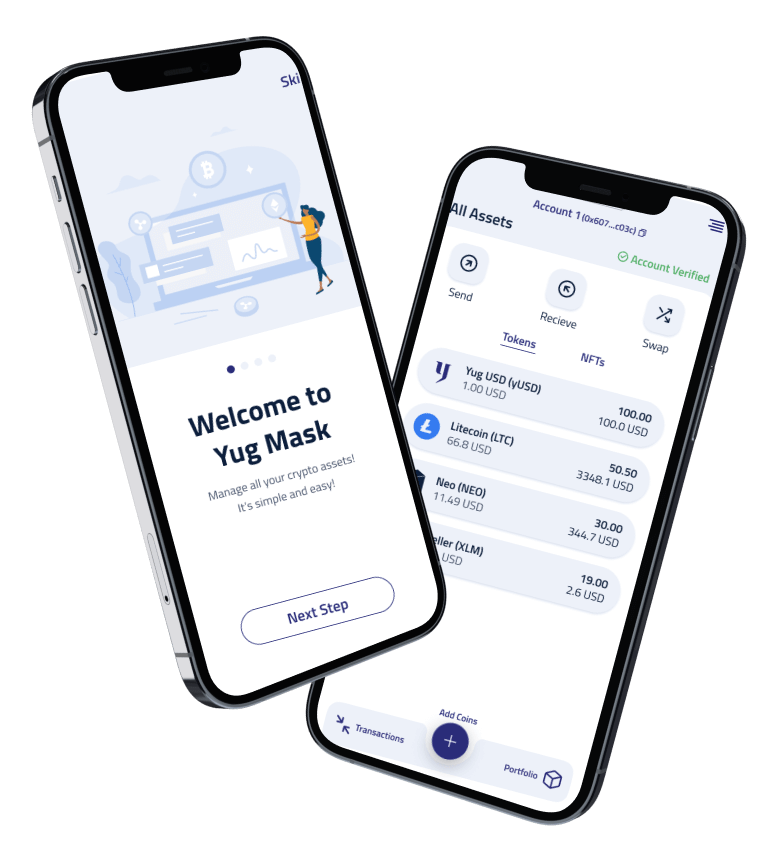 Ski
Welcome to
Yug Mask
Manage all your crypto assets!
It's simple and easy!
Next Step
Account 1 (0x607...c03c)
All Assets
Account Verified
Send
Recieve
Swap
Tokens
NFTs
Yug USD (yUSD)
100.00
1.00 USD
100.0 USD
Litecoin (LTC)
50.50
66.8 USD
3348.1 USD
Neo (NEO)
30.00
11.49 USD
344.7 USD
eller (XLM)
19.00
USD
2.6 USD
Add Coins
Transactions
Portfolio